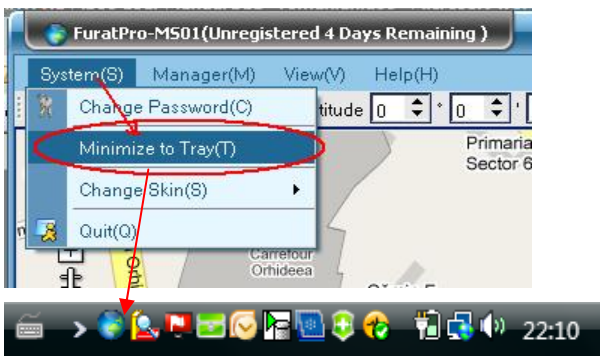 FuratPro-MS01(Unregistered 4 Days Remaining )
System(S) Manager(M) View(V) Help(H)
Change Password(C)
titude 0 ° 0 '
Minimize to Tray(T)
Primaria
Sector 6
Change Skin(S)
Quit(Q)
Carrefour
Orhideea
22:10